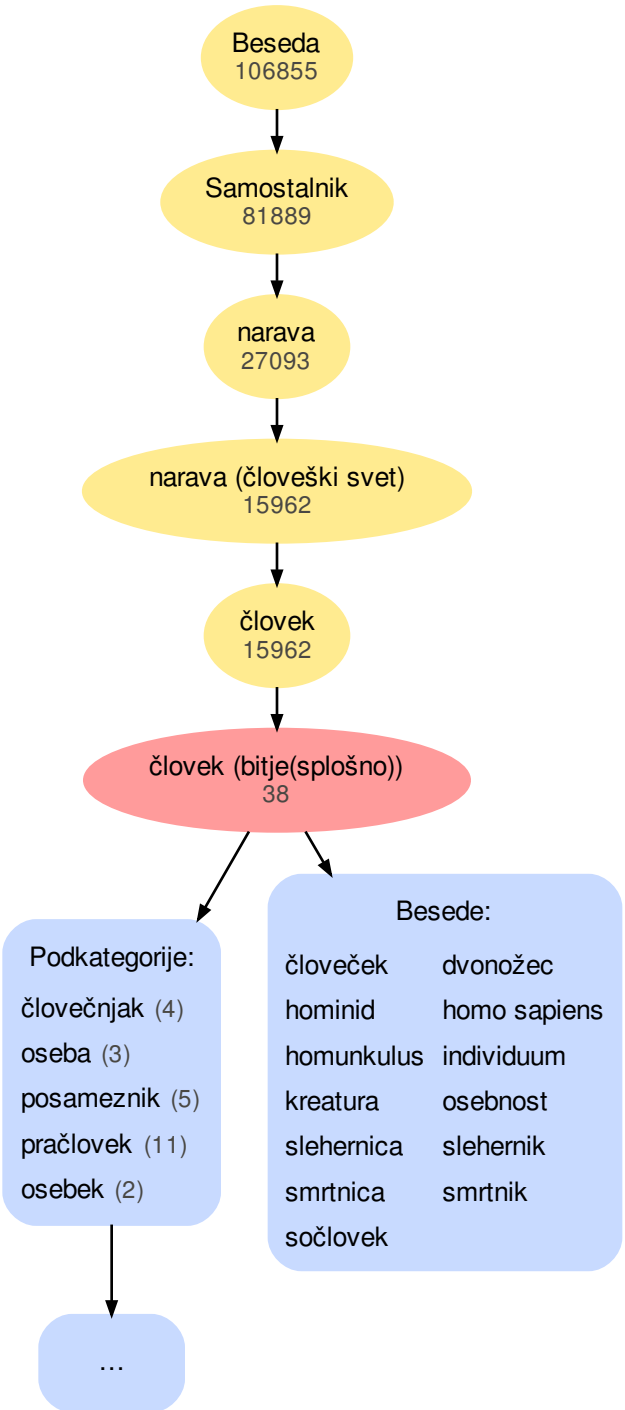 Beseda
106855
Samostalnik
81889
narava
27093
narava (človeški svet)
15962
človek
15962
človek (bitje(splošno))
38
Podkategorije:
človečnjak (4)
oseba (3)
posameznik (5)
pračlovek (11)
osebek (2)
...
Besede:
človeček dvonožec
hominid homo sapiens
homunkulus individuum
kreatura osebnost
slehernica slehernik
smrtnica smrtnik
sočlovek